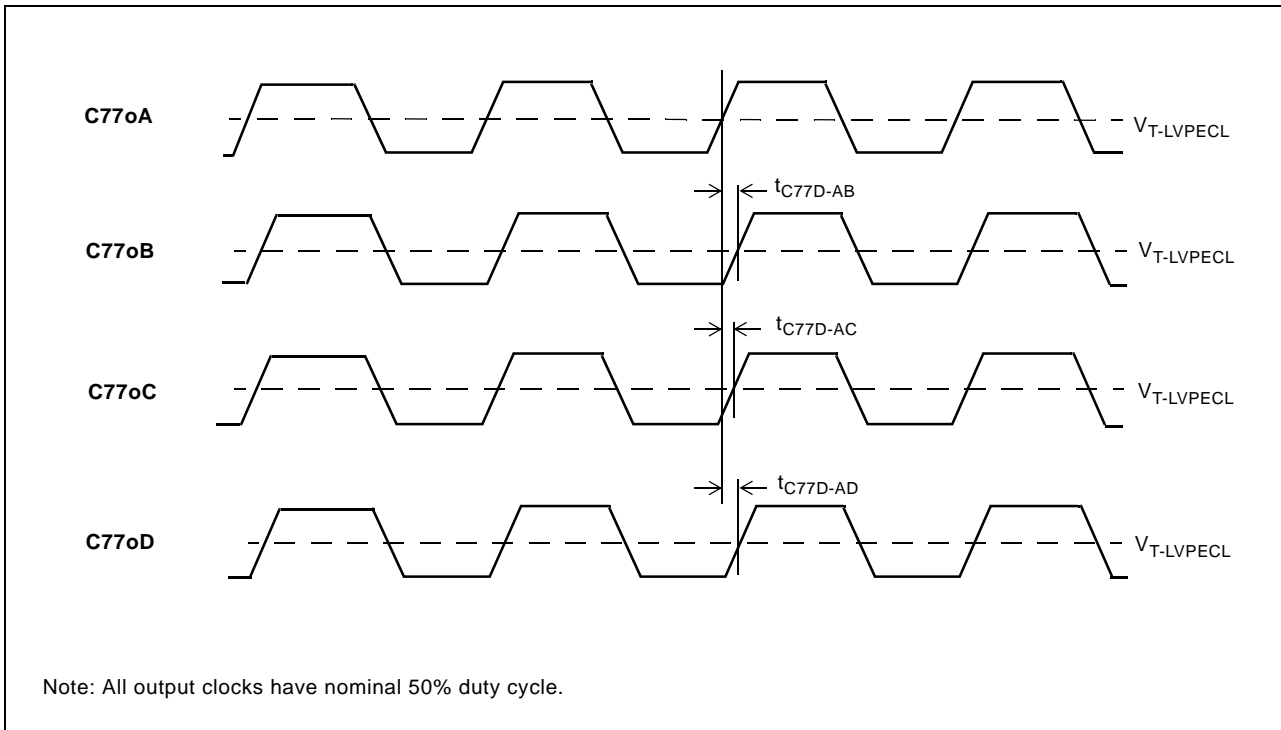 C77oA
V_T-LVPECL
t_C77D-AB
C77oB
V_T-LVPECL
t_C77D-AC
C77oC
V_T-LVPECL
t_C77D-AD
C77oD
V_T-LVPECL
Note: All output clocks have nominal 50% duty cycle.